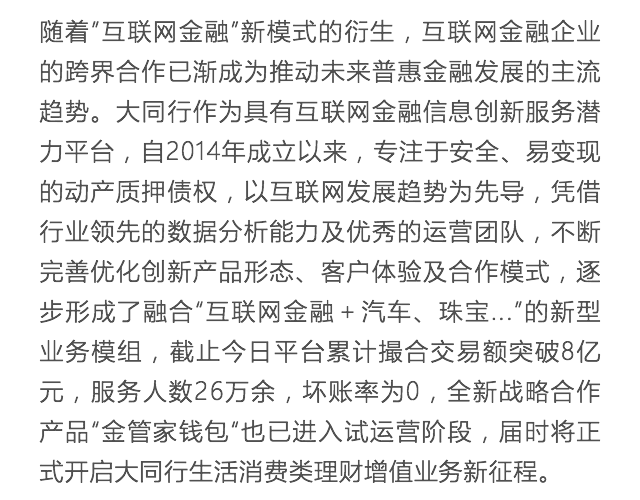 随着“互联网金融”新模式的衍生，互联网金融企业
的跨界合作已渐成为推动未来普惠金融发展的主流
趋势。大同行作为具有互联网金融信息创新服务潜
力平台，自2014年成立以来，专注于安全、易变现
的动产质押债权，以互联网发展趋势为先导，凭借
行业领先的数据分析能力及优秀的运营团队，不断
完善优化创新产品形态、客户体验及合作模式，逐
步形成了融合“互联网金融＋汽车、珠宝...”的新型
业务模组，截止今日平台累计撮合交易额突破8亿
元，服务人数26万余，坏账率为0，全新战略合作
产品“金管家钱包“也已进入试运营阶段，届时将正
式开启大同行生活消费类理财增值业务新征程。